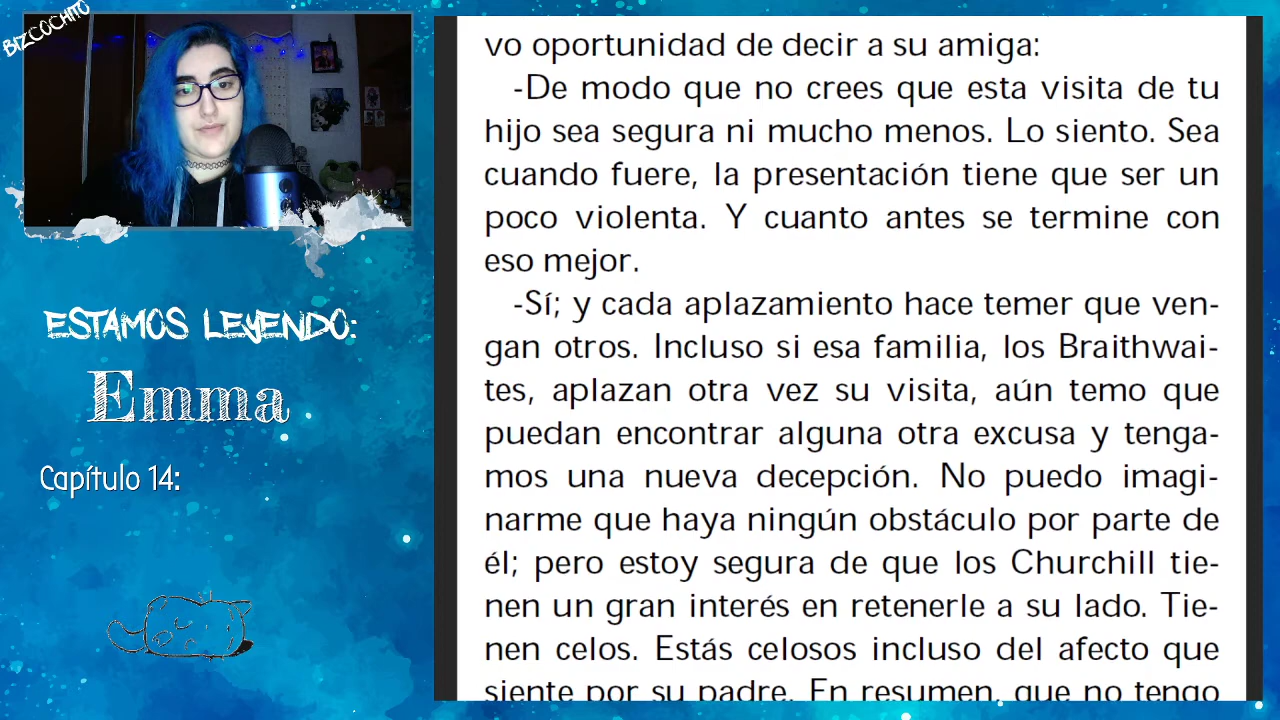 BIZCOCHITO
ESTAMOS LEYENDO:
Emma
Capítulo 14:
vo oportunidad de decir a su amiga:
-De modo que no crees que esta visita de tu
hijo sea segura ni mucho menos. Lo siento. Sea
cuando fuere, la presentación tiene que ser un
poco violenta. Y cuanto antes se termine con
eso mejor.
-Sí; y cada aplazamiento hace temer que ven-
gan otros. Incluso si esa familia, los Braithwai-
tes, aplazan otra vez su visita, aún temo que
puedan encontrar alguna otra excusa y tenga-
mos una nueva decepción. No puedo imagi-
narme que haya ningún obstáculo por parte de
él; pero estoy segura de que los Churchill tie-
nen un gran interés en retenerle a su lado. Tie-
nen celos. Estás celosos incluso del afecto que
siente por su padre. En resumen, que no tengo